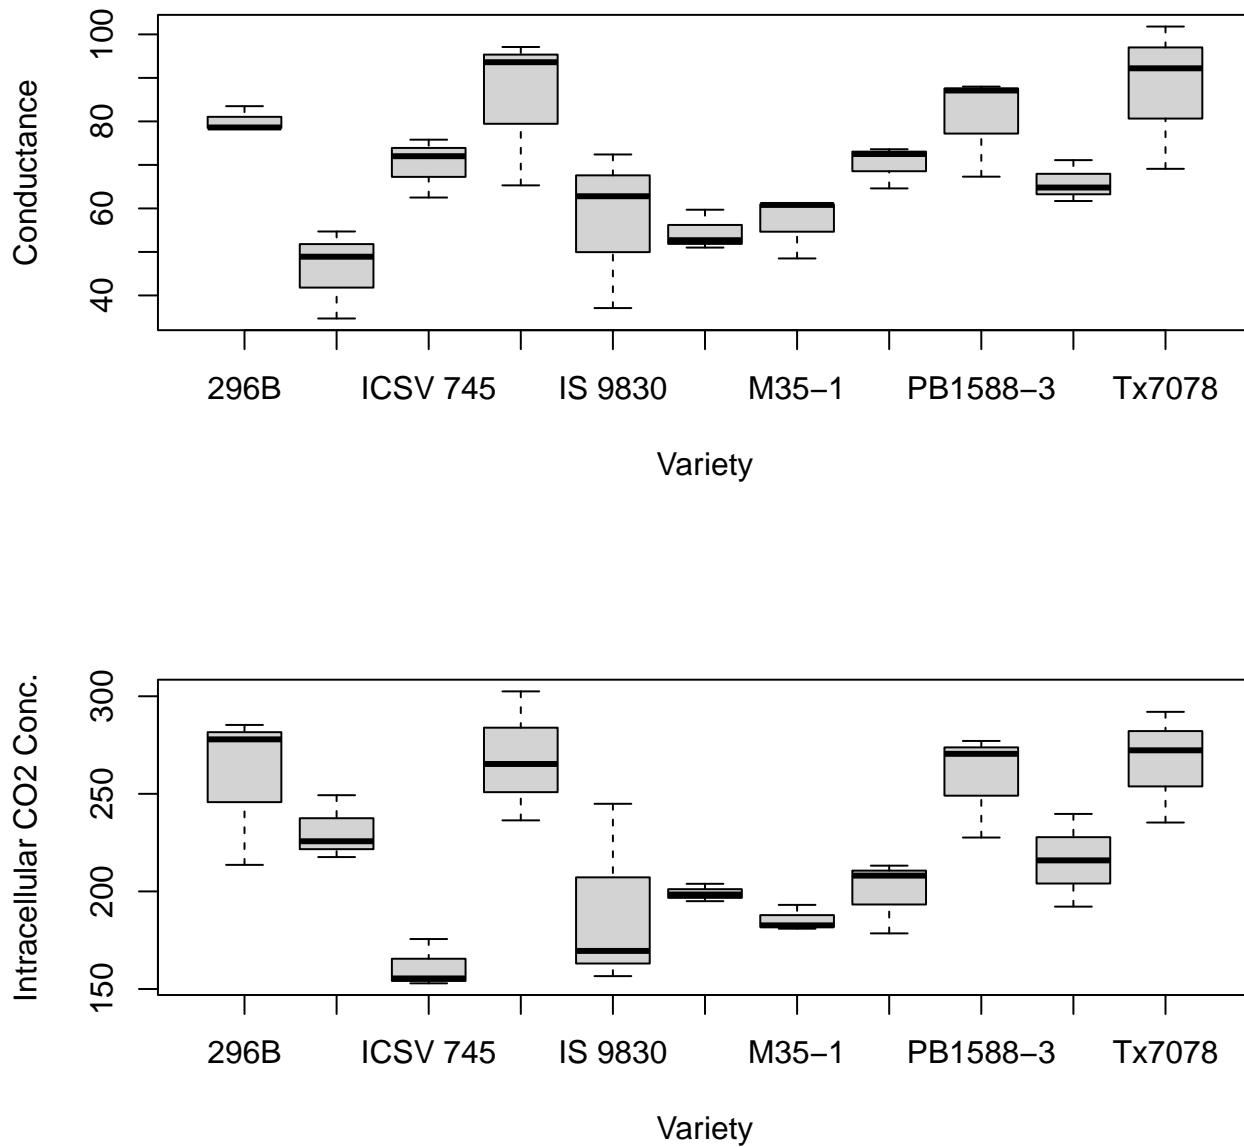 Conductance
100
80
60
40
296B ICSV 745 IS 9830 M35−1 PB1588−3 Tx7078
Variety
Intracellular CO2 Conc.
300
250
200
150
296B ICSV 745 IS 9830 M35−1 PB1588−3 Tx7078
Variety